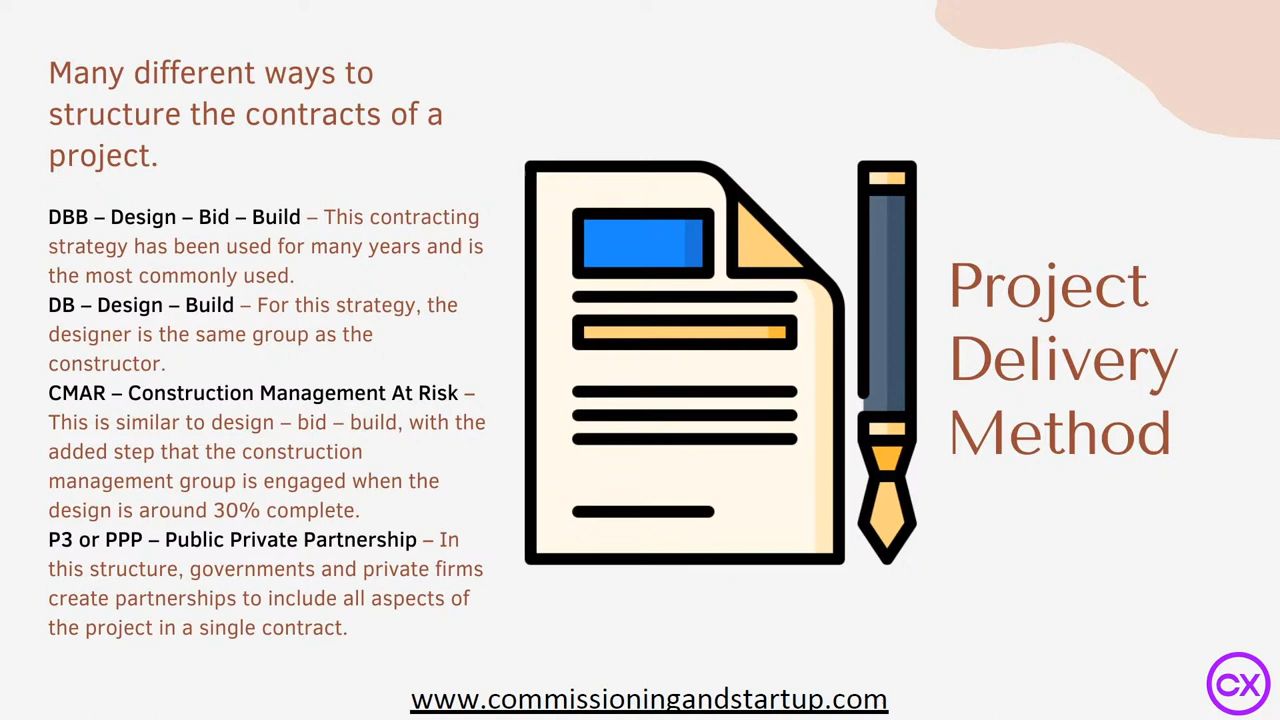 Many different ways to
structure the contracts of a
project.
DBB – Design – Bid – Build – This contracting
strategy has been used for many years and is
the most commonly used.
DB – Design – Build – For this strategy, the
designer is the same group as the
constructor.
CMAR – Construction Management At Risk –
This is similar to design – bid – build, with the
added step that the construction
management group is engaged when the
design is around 30% complete.
P3 or PPP – Public Private Partnership – In
this structure, governments and private firms
create partnerships to include all aspects of
the project in a single contract.
Project
Delivery
Method
www.commissioningandstartup.com
CX